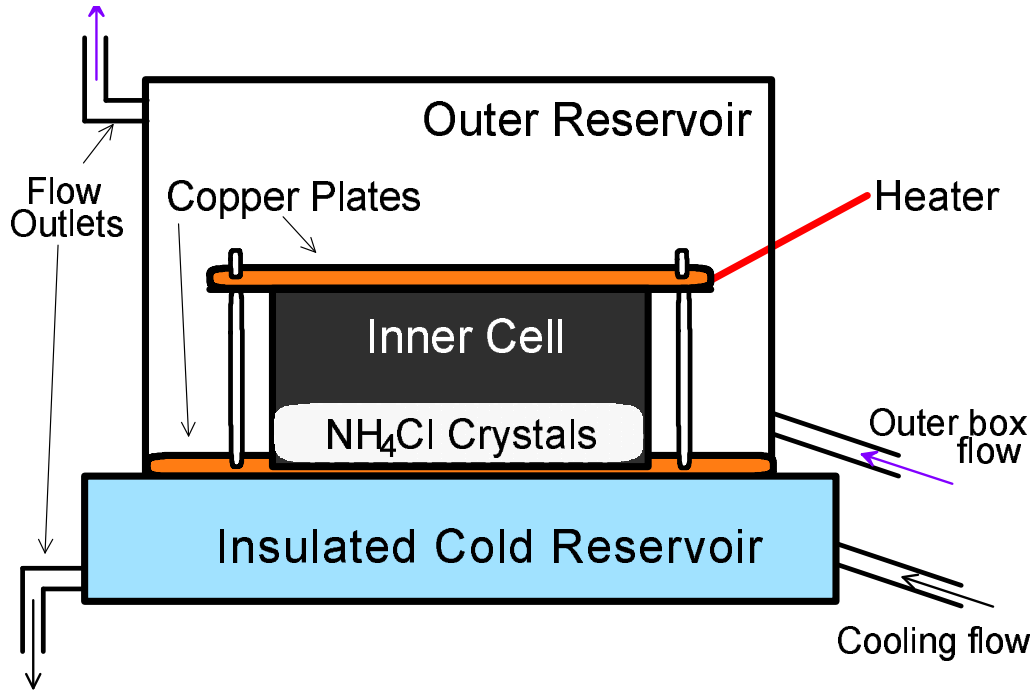 Outer Reservoir
Flow
Outlets
Copper Plates
Heater
Inner Cell
NH₄Cl Crystals
Outer box
flow
Insulated Cold Reservoir
Cooling flow